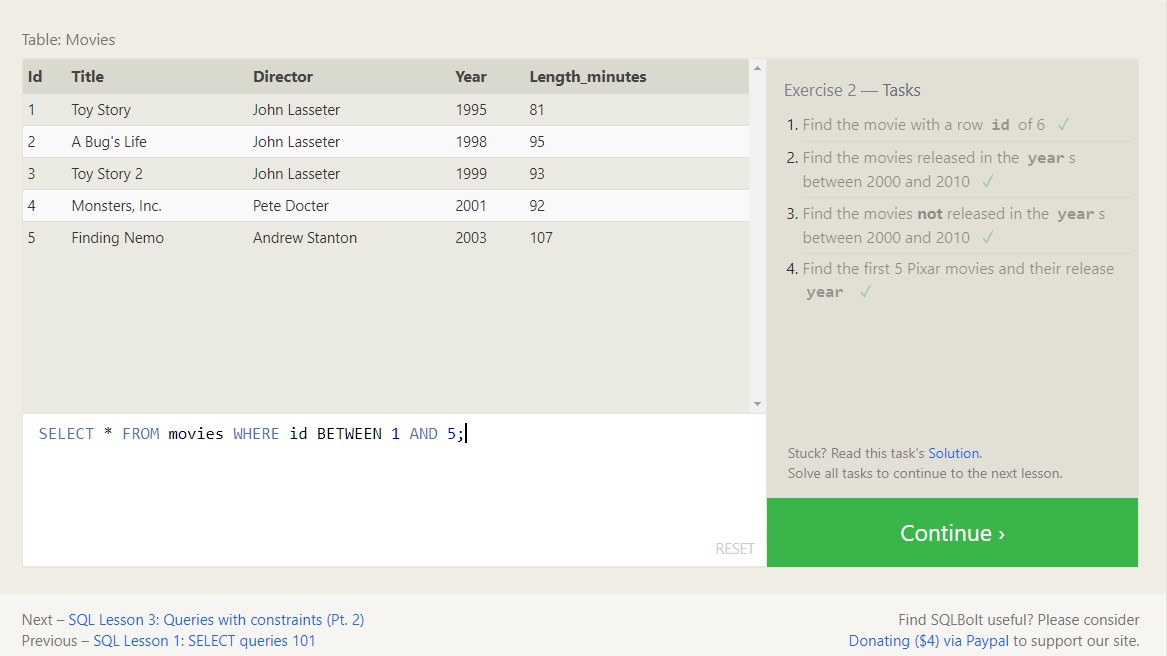 Table: Movies
Id Title Director Year Length_minutes
1 Toy Story John Lasseter 1995 81
2 A Bug's Life John Lasseter 1998 95
3 Toy Story 2 John Lasseter 1999 93
4 Monsters, Inc. Pete Docter 2001 92
5 Finding Nemo Andrew Stanton 2003 107
SELECT * FROM movies WHERE id BETWEEN 1 AND 5;
RESET
Exercise 2 — Tasks
1. Find the movie with a row id of 6 ✓
2. Find the movies released in the year s
between 2000 and 2010 ✓
3. Find the movies not released in the year s
between 2000 and 2010 ✓
4. Find the first 5 Pixar movies and their release
year ✓
Stuck? Read this task's Solution.
Solve all tasks to continue to the next lesson.
Continue ›
Next – SQL Lesson 3: Queries with constraints (Pt. 2)
Previous – SQL Lesson 1: SELECT queries 101
Find SQLBolt useful? Please consider
Donating ($4) via Paypal to support our site.